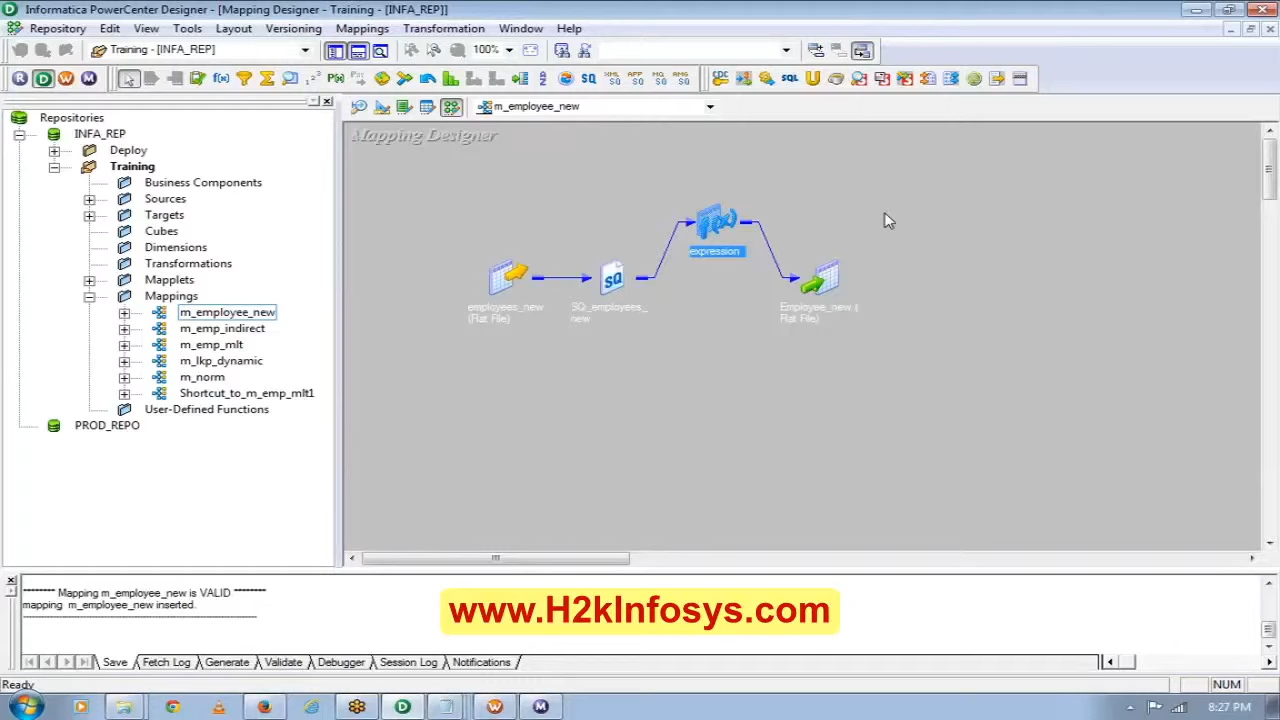 Informatica PowerCenter Designer - [Mapping Designer - Training - [INFA_REP]]
Repository Edit View Tools Layout Versioning Mappings Transformation Window Help
Training - [INFA_REP]
100%
m_employee_new
Mapping Designer
Repositories
INFA_REP
Deploy
Training
Business Components
Sources
Targets
Cubes
Dimensions
Transformations
Mapplets
Mappings
m_employee_new
m_emp_indirect
m_emp_mlt
m_lkp_dynamic
m_norm
Shortcut_to_m_emp_mlt1
User-Defined Functions
PROD_REPO
expression
employees_new
(Flat File)
SQ_employees_
new
Employee_new (
Flat File)
-------- Mapping m_employee_new is VALID --------
mapping m_employee_new inserted.
www.H2kInfosys.com
Save Fetch Log Generate Validate Debugger Session Log Notifications
Ready
NUM
8:27 PM